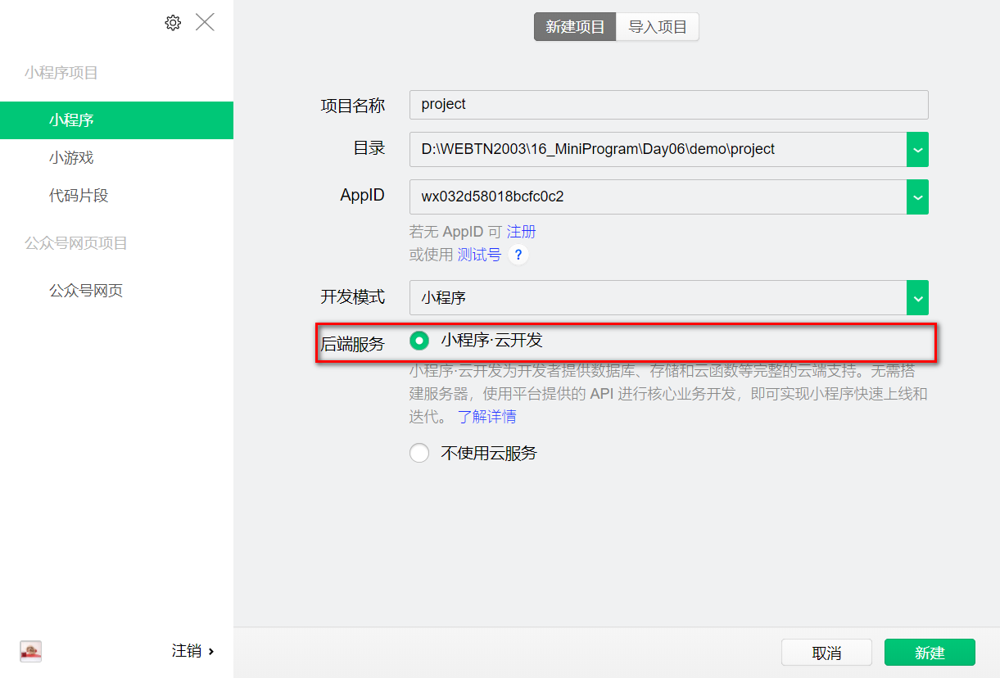 小程序项目
小程序
小游戏
代码片段
公众号网页项目
公众号网页
注销
新建项目
导入项目
项目名称
project
目录
D:\WEBTN2003\16_MiniProgram\Day06\demo\project
AppID
wx032d58018bcfc0c2
若无 AppID 可 注册
或使用 测试号 ?
开发模式
小程序
后端服务
小程序·云开发
小程序·云开发为开发者提供数据库、存储和云函数等完整的云端支持。无需搭
建服务器，使用平台提供的 API 进行核心业务开发，即可实现小程序快速上线和
迭代。 了解详情
不使用云服务
取消
新建